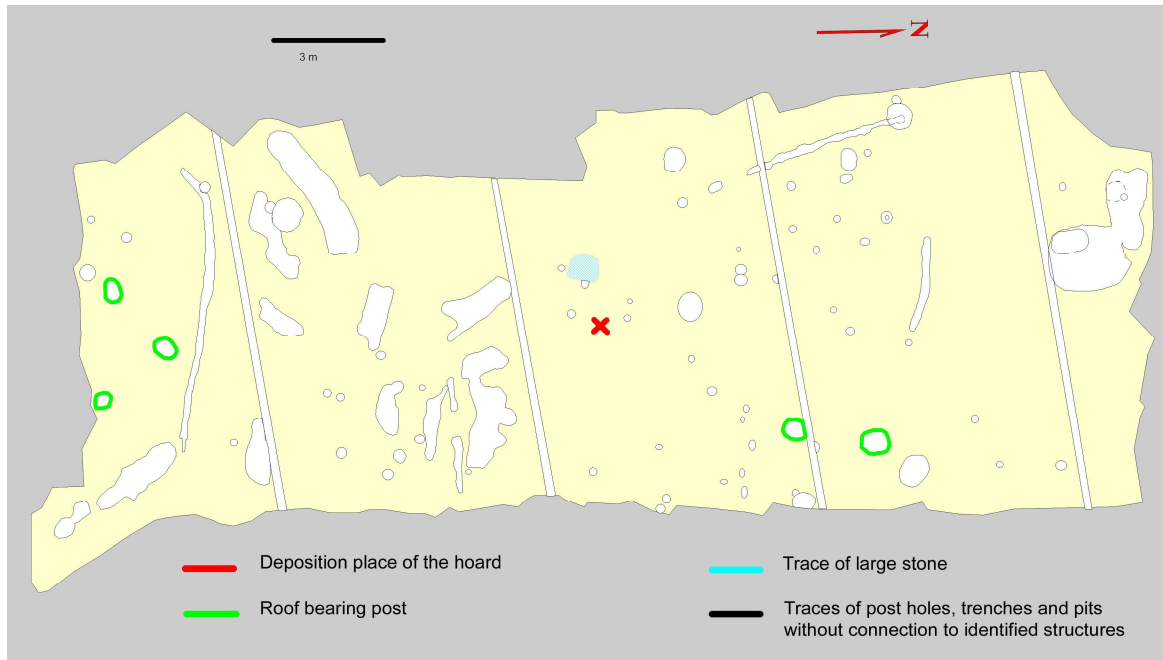 N
3 m
Deposition place of the hoard
Roof bearing post
Trace of large stone
Traces of post holes, trenches and pits
without connection to identified structures